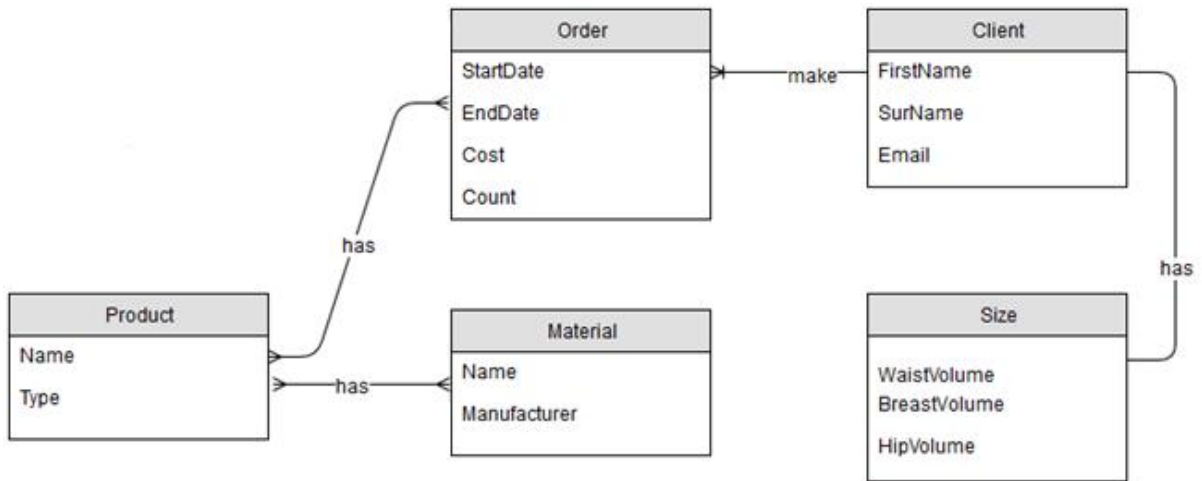 Order
StartDate
EndDate
Cost
Count
Client
FirstName
SurName
Email
make
has
has
Product
Name
Type
has
Material
Name
Manufacturer
Size
WaistVolume
BreastVolume
HipVolume